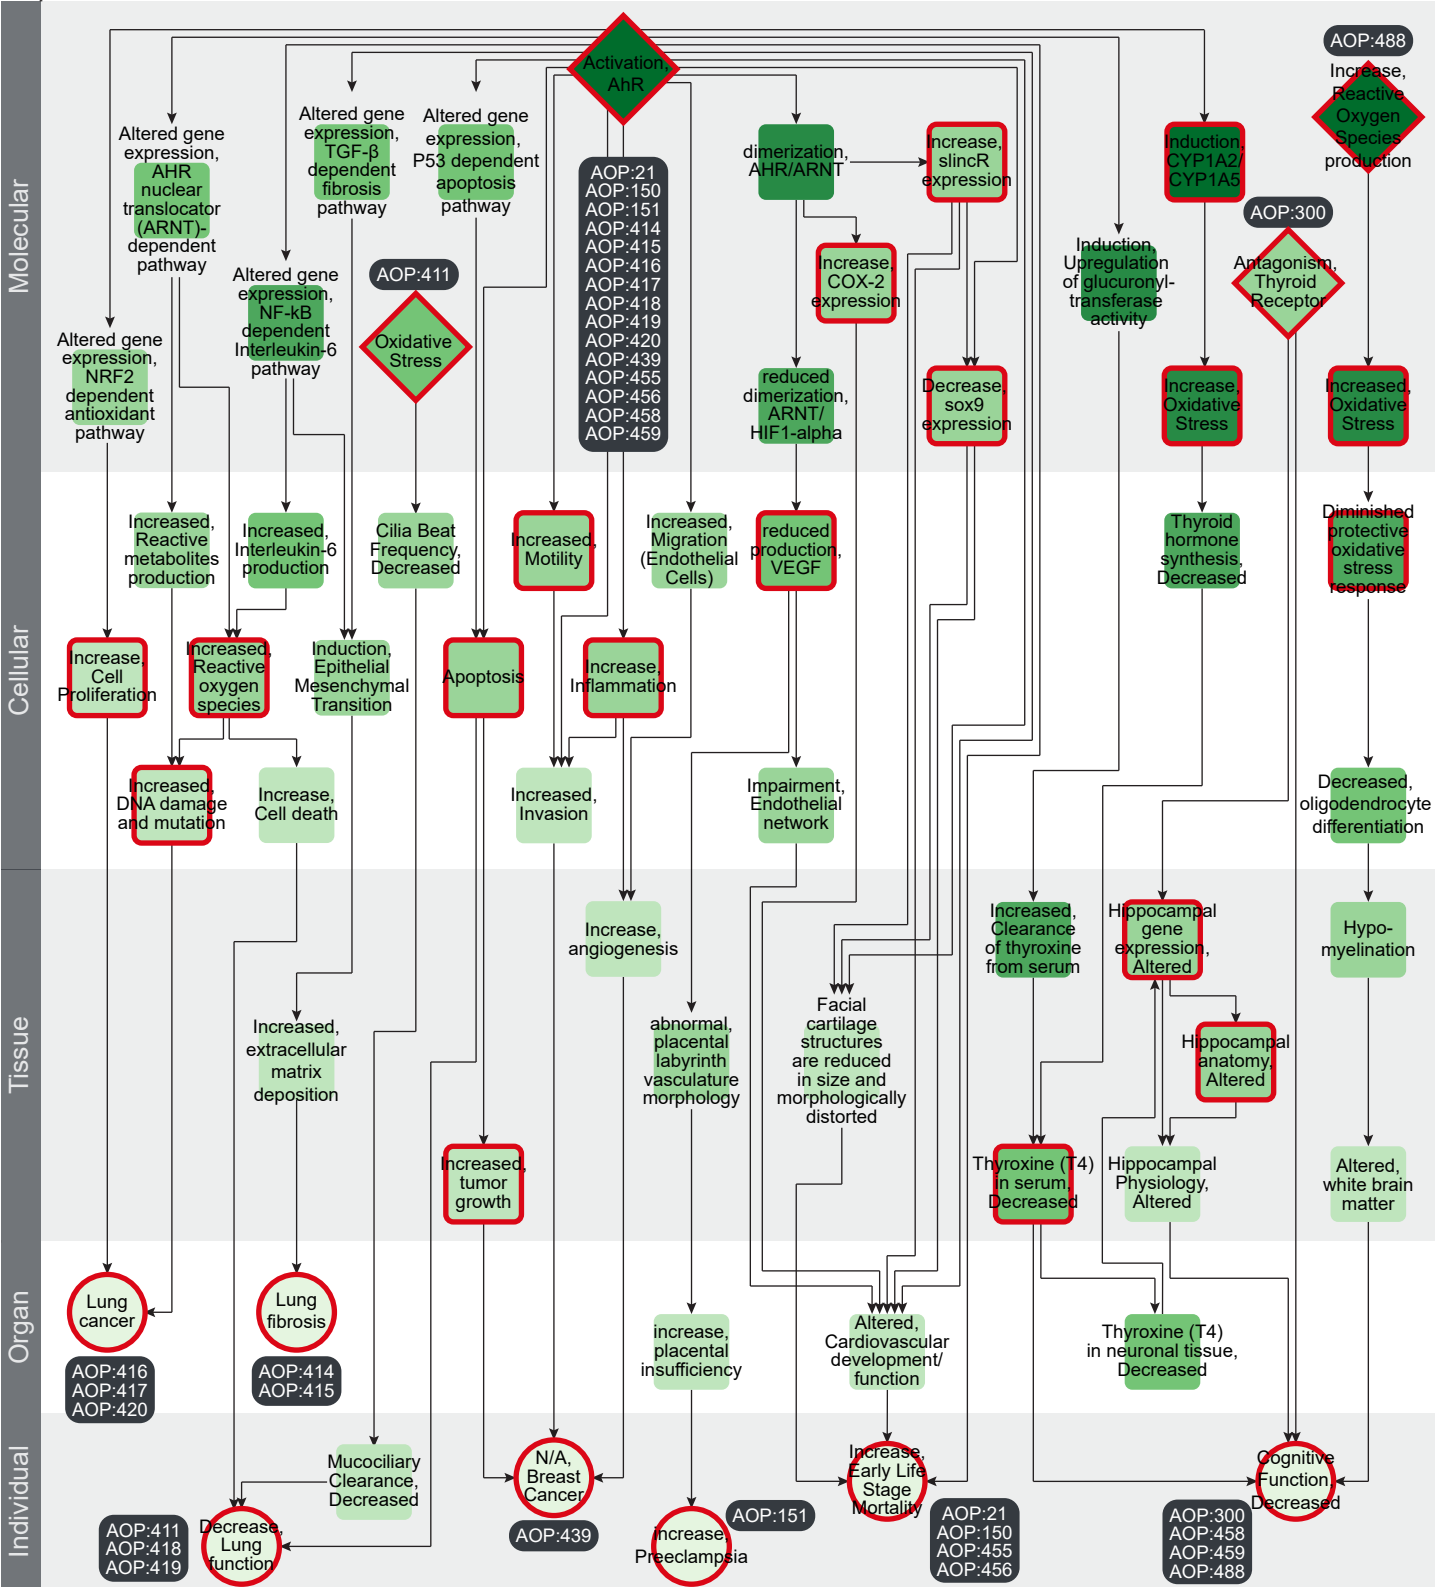 Molecular
Cellular
Tissue
Organ
Individual
Activation,
AhR
AOP:488
Increase,
Reactive
Oxygen
Species
production
Altered gene
expression,
AHR
nuclear
translocator
(ARNT)-
dependent
pathway
Altered gene
expression,
TGF-β
dependent
fibrosis
pathway
Altered gene
expression,
P53 dependent
apoptosis
pathway
AOP:21
AOP:150
AOP:151
AOP:414
AOP:415
AOP:416
AOP:417
AOP:418
AOP:419
AOP:420
AOP:439
AOP:455
AOP:456
AOP:458
AOP:459
dimerization,
AHR/ARNT
Increase,
slincR
expression
Induction,
CYP1A2/
CYP1A5
AOP:300
Antagonism,
Thyroid
Receptor
Increase,
COX-2
expression
Induction,
Upregulation
of glucuronyl-
transferase
activity
Altered gene
expression,
NF-kB
dependent
Interleukin-6
pathway
AOP:411
Oxidative
Stress
Altered gene
expression,
NRF2
dependent
antioxidant
pathway
reduced
dimerization,
ARNT/
HIF1-alpha
Decrease,
sox9
expression
Increase,
Oxidative
Stress
Increased,
Oxidative
Stress
Increased,
Reactive
metabolites
production
Increased,
Interleukin-6
production
Cilia Beat
Frequency,
Decreased
Increased,
Motility
Increased,
Migration
(Endothelial
Cells)
reduced
production,
VEGF
Thyroid
hormone
synthesis,
Decreased
Diminished
protective
oxidative
stress
response
Increase,
Cell
Proliferation
Increased,
Reactive
oxygen
species
Induction,
Epithelial
Mesenchymal
Transition
Apoptosis
Increase,
Inflammation
Increased,
DNA damage
and mutation
Increase,
Cell death
Increased,
Invasion
Impairment,
Endothelial
network
Decreased,
oligodendrocyte
differentiation
Increase,
angiogenesis
Increased,
Clearance
of thyroxine
from serum
Hippocampal
gene
expression,
Altered
Hypo-
myelination
Increased,
extracellular
matrix
deposition
abnormal,
placental
labyrinth
vasculature
morphology
Facial
cartilage
structures
are reduced
in size and
morphologically
distorted
Hippocampal
anatomy,
Altered
Increased,
tumor
growth
Thyroxine (T4)
in serum,
Decreased
Hippocampal
Physiology,
Altered
Altered,
white brain
matter
Lung
cancer
AOP:416
AOP:417
AOP:420
Lung
fibrosis
AOP:414
AOP:415
increase,
placental
insufficiency
Altered,
Cardiovascular
development/
function
Thyroxine (T4)
in neuronal tissue,
Decreased
Mucociliary
Clearance,
Decreased
N/A,
Breast
Cancer
AOP:439
Increase,
Early Life
Stage
Mortality
Cognitive
Function,
Decreased
AOP:411
AOP:418
AOP:419
Decrease,
Lung
function
increase,
Preeclampsia
AOP:151
AOP:21
AOP:150
AOP:455
AOP:456
AOP:300
AOP:458
AOP:459
AOP:488